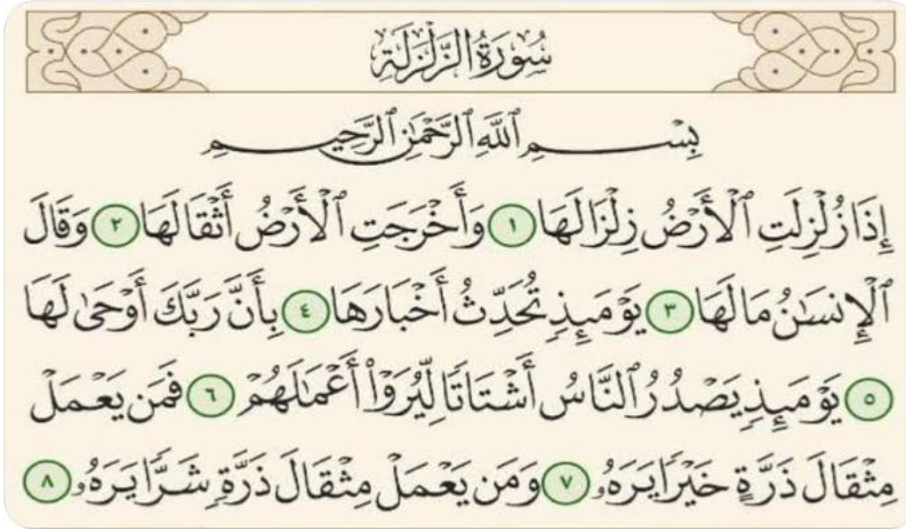 سُورَةُ الزَّلْزَلَةِ
بِسْمِ ٱللَّهِ ٱلرَّحْمَٰنِ ٱلرَّحِيمِ
إِذَا زُلْزِلَتِ ٱلْأَرْضُ زِلْزَالَهَا ١ وَأَخْرَجَتِ ٱلْأَرْضُ أَثْقَالَهَا ٢ وَقَالَ
ٱلْإِنسَٰنُ مَا لَهَا ٣ يَوْمَئِذٍ تُحَدِّثُ أَخْبَارَهَا ٤ بِأَنَّ رَبَّكَ أَوْحَىٰ لَهَا
٥ يَوْمَئِذٍ يَصْدُرُ ٱلنَّاسُ أَشْتَاتًا لِّيُرَوْا۟ أَعْمَٰلَهُمْ ٦ فَمَن يَعْمَلْ
مِثْقَالَ ذَرَّةٍ خَيْرًا يَرَهُۥ ٧ وَمَن يَعْمَلْ مِثْقَالَ ذَرَّةٍ شَرًّا يَرَهُۥ ٨